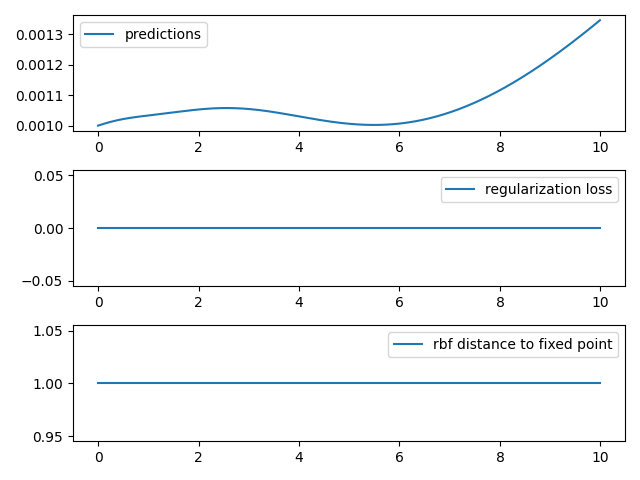 0.0013
predictions
0.0012
0.0011
0.0010
0 2 4 6 8 10
0.05
regularization loss
0.00
−0.05
0 2 4 6 8 10
1.05
rbf distance to fixed point
1.00
0.95
0 2 4 6 8 10